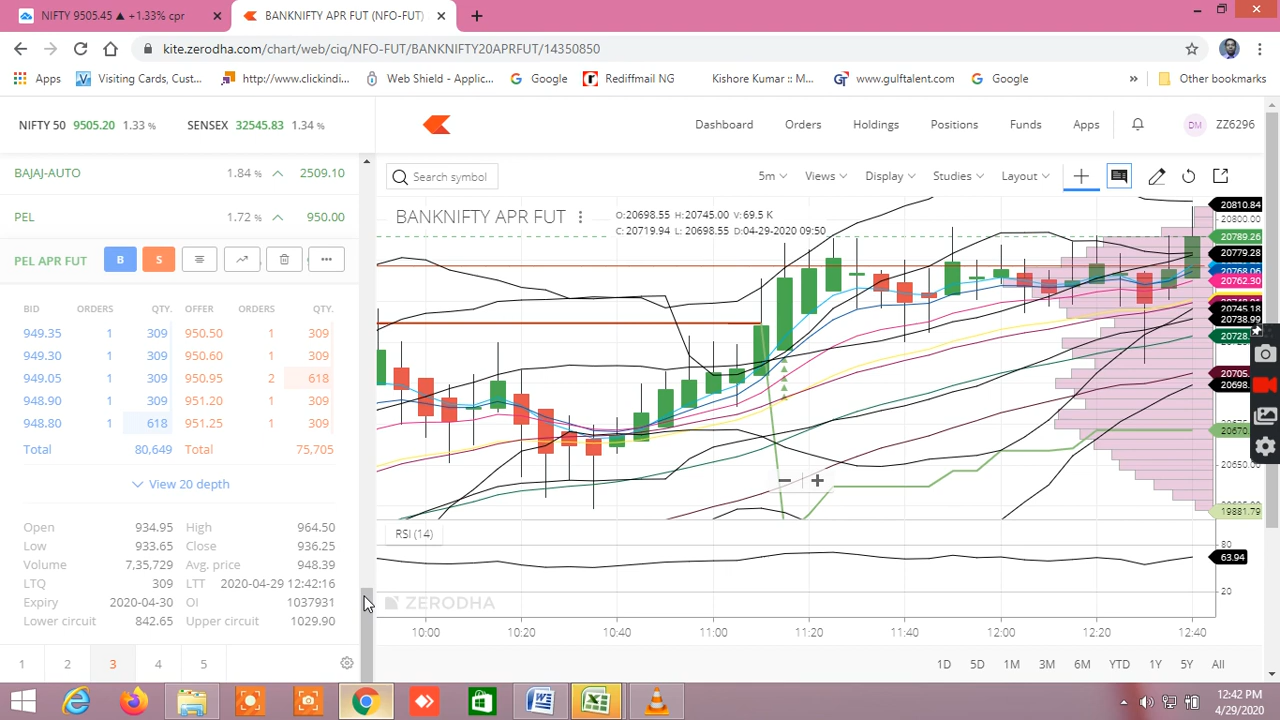 NIFTY 9505.45 ▲ +1.33% cpr
BANKNIFTY APR FUT (NFO-FUT)
kite.zerodha.com/chart/web/ciq/NFO-FUT/BANKNIFTY20APRFUT/14350850
Apps Visiting Cards, Cust... http://www.clickindi... Web Shield - Applic... Google Rediffmail NG Kishore Kumar :: M... www.gulftalent.com Google » Other bookmarks
NIFTY 50 9505.20 1.33 % SENSEX 32545.83 1.34 %
Dashboard Orders Holdings Positions Funds Apps DM ZZ6296
BAJAJ-AUTO 1.84 % 2509.10
PEL 1.72 % 950.00
PEL APR FUT B S
BID ORDERS QTY. OFFER ORDERS QTY.
949.35 1 309 950.50 1 309
949.30 1 309 950.60 1 309
949.05 1 309 950.95 2 618
948.90 1 309 951.20 1 309
948.80 1 618 951.25 1 309
Total 80,649 Total 75,705
View 20 depth
Open 934.95 High 964.50
Low 933.65 Close 936.25
Volume 7,35,729 Avg. price 948.39
LTQ 309 LTT 2020-04-29 12:42:16
Expiry 2020-04-30 OI 1037931
Lower circuit 842.65 Upper circuit 1029.90
1 2 3 4 5
Search symbol 5m Views Display Studies Layout
BANKNIFTY APR FUT
O:20698.55 H:20745.00 V:69.5 K
C:20719.94 L:20698.55 D:04-29-2020 09:50
20810.84
20800.00
20789.26
20779.28
20768.06
20762.30
20745.18
20738.99
20728.
20705.
20698.
20670.
20650.00
19881.79
RSI (14)
80
63.94
20
ZERODHA
10:00 10:20 10:40 11:00 11:20 11:40 12:00 12:20 12:40
1D 5D 1M 3M 6M YTD 1Y 5Y All
12:42 PM
4/29/2020